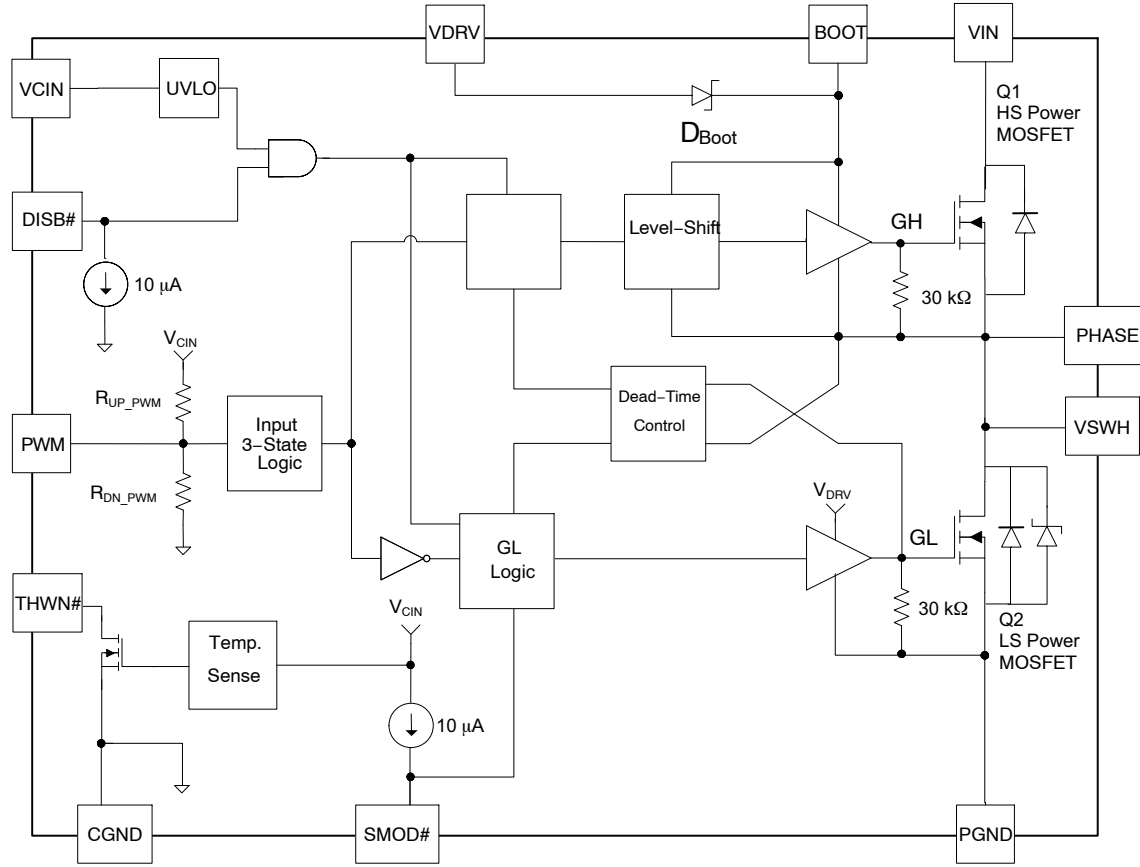 VDRV
BOOT
VIN
VCIN
UVLO
Q1
HS Power
MOSFET
DBoot
DISB#
Level−Shift
GH
10 μA
30 kΩ
VCIN
PHASE
RUP_PWM
Dead−Time
Control
PWM
Input
3−State
Logic
VSWH
RDN_PWM
VDRV
GL
Logic
GL
THWN#
VCIN
30 kΩ
Temp.
Sense
Q2
LS Power
MOSFET
10 μA
CGND
SMOD#
PGND